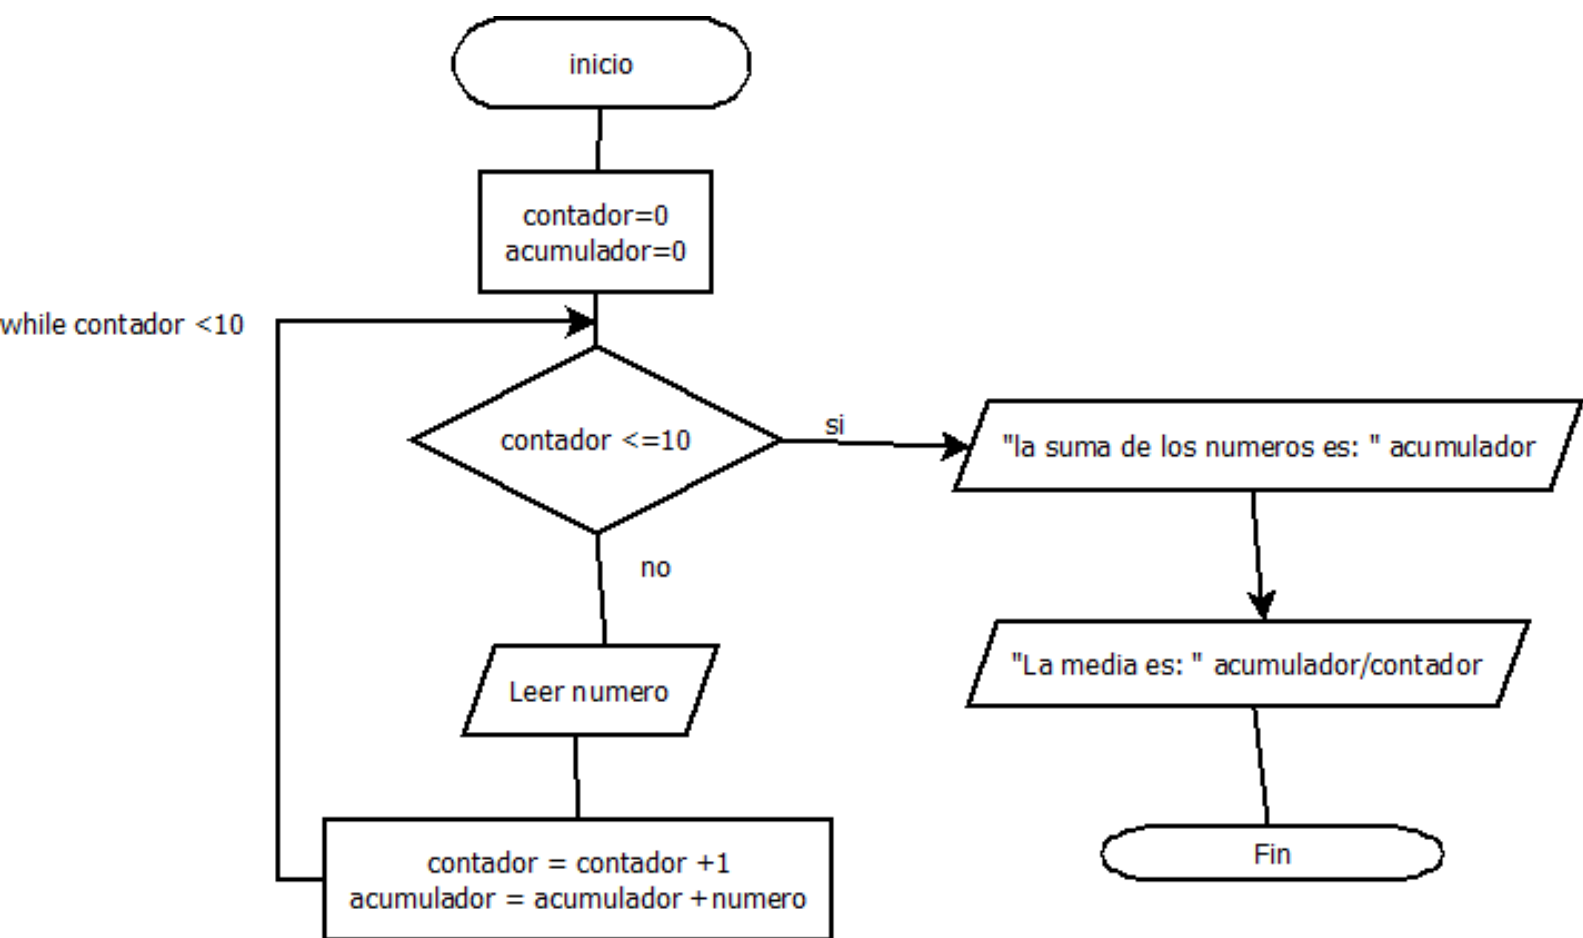 inicio
contador=0
acumulador=0
while contador <10
contador <=10
si
"la suma de los numeros es: " acumulador
no
"La media es: " acumulador/contador
Leer numero
contador = contador +1
acumulador = acumulador +numero
Fin